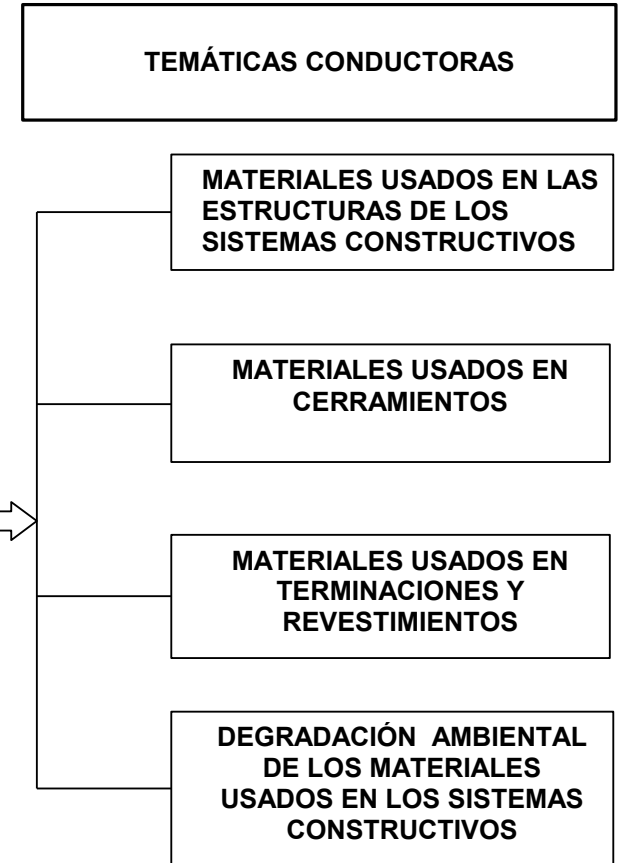 TEMÁTICAS CONDUCTORAS
MATERIALES USADOS EN LAS
ESTRUCTURAS DE LOS
SISTEMAS CONSTRUCTIVOS
MATERIALES USADOS EN
CERRAMIENTOS
MATERIALES USADOS EN
TERMINACIONES Y
REVESTIMIENTOS
DEGRADACIÓN AMBIENTAL
DE LOS MATERIALES
USADOS EN LOS SISTEMAS
CONSTRUCTIVOS